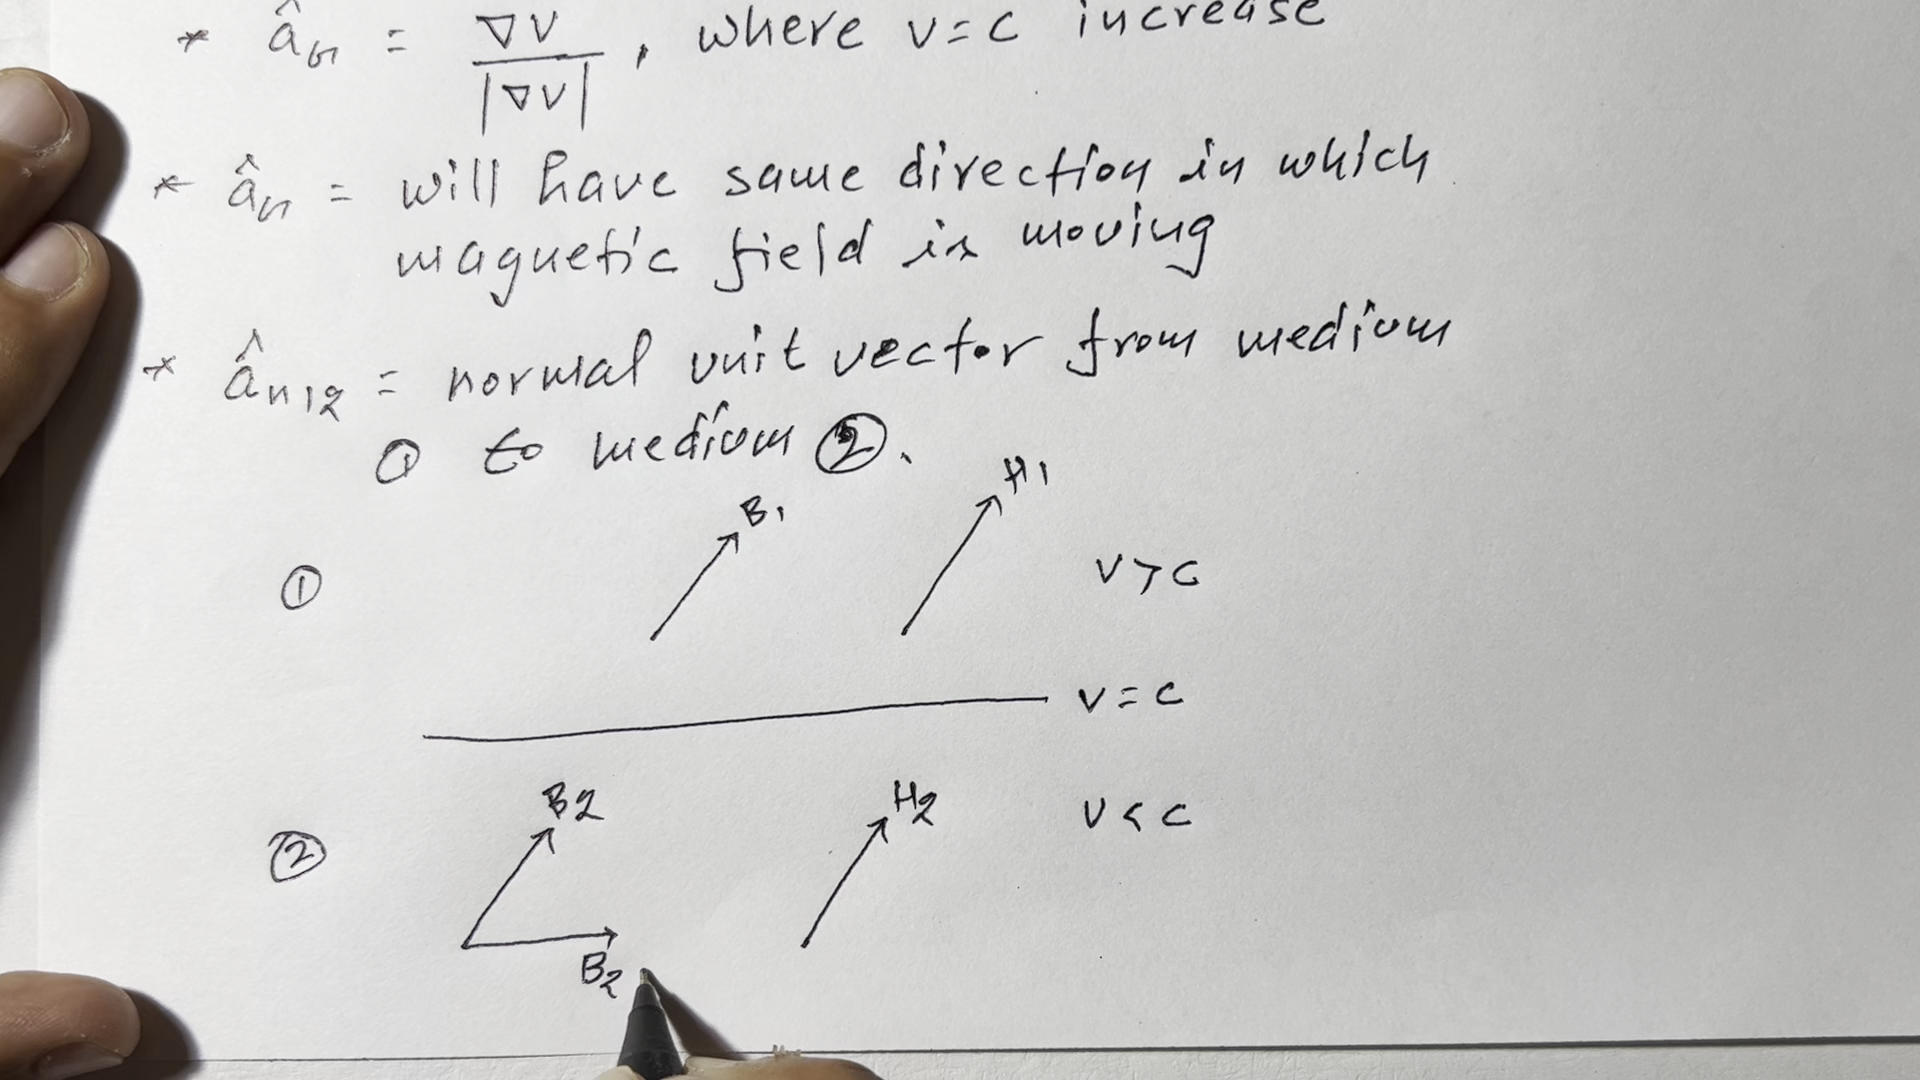 * âₙ = ∇V / |∇V| , where v=c increase
* âₙ = will have same direction in which
magnetic field is moving
* âₙ₁₂ = normal unit vector from medium
① to medium ②.
B₁ H₁
① V>C
V=C
B2 H2 V<C
②
B₂